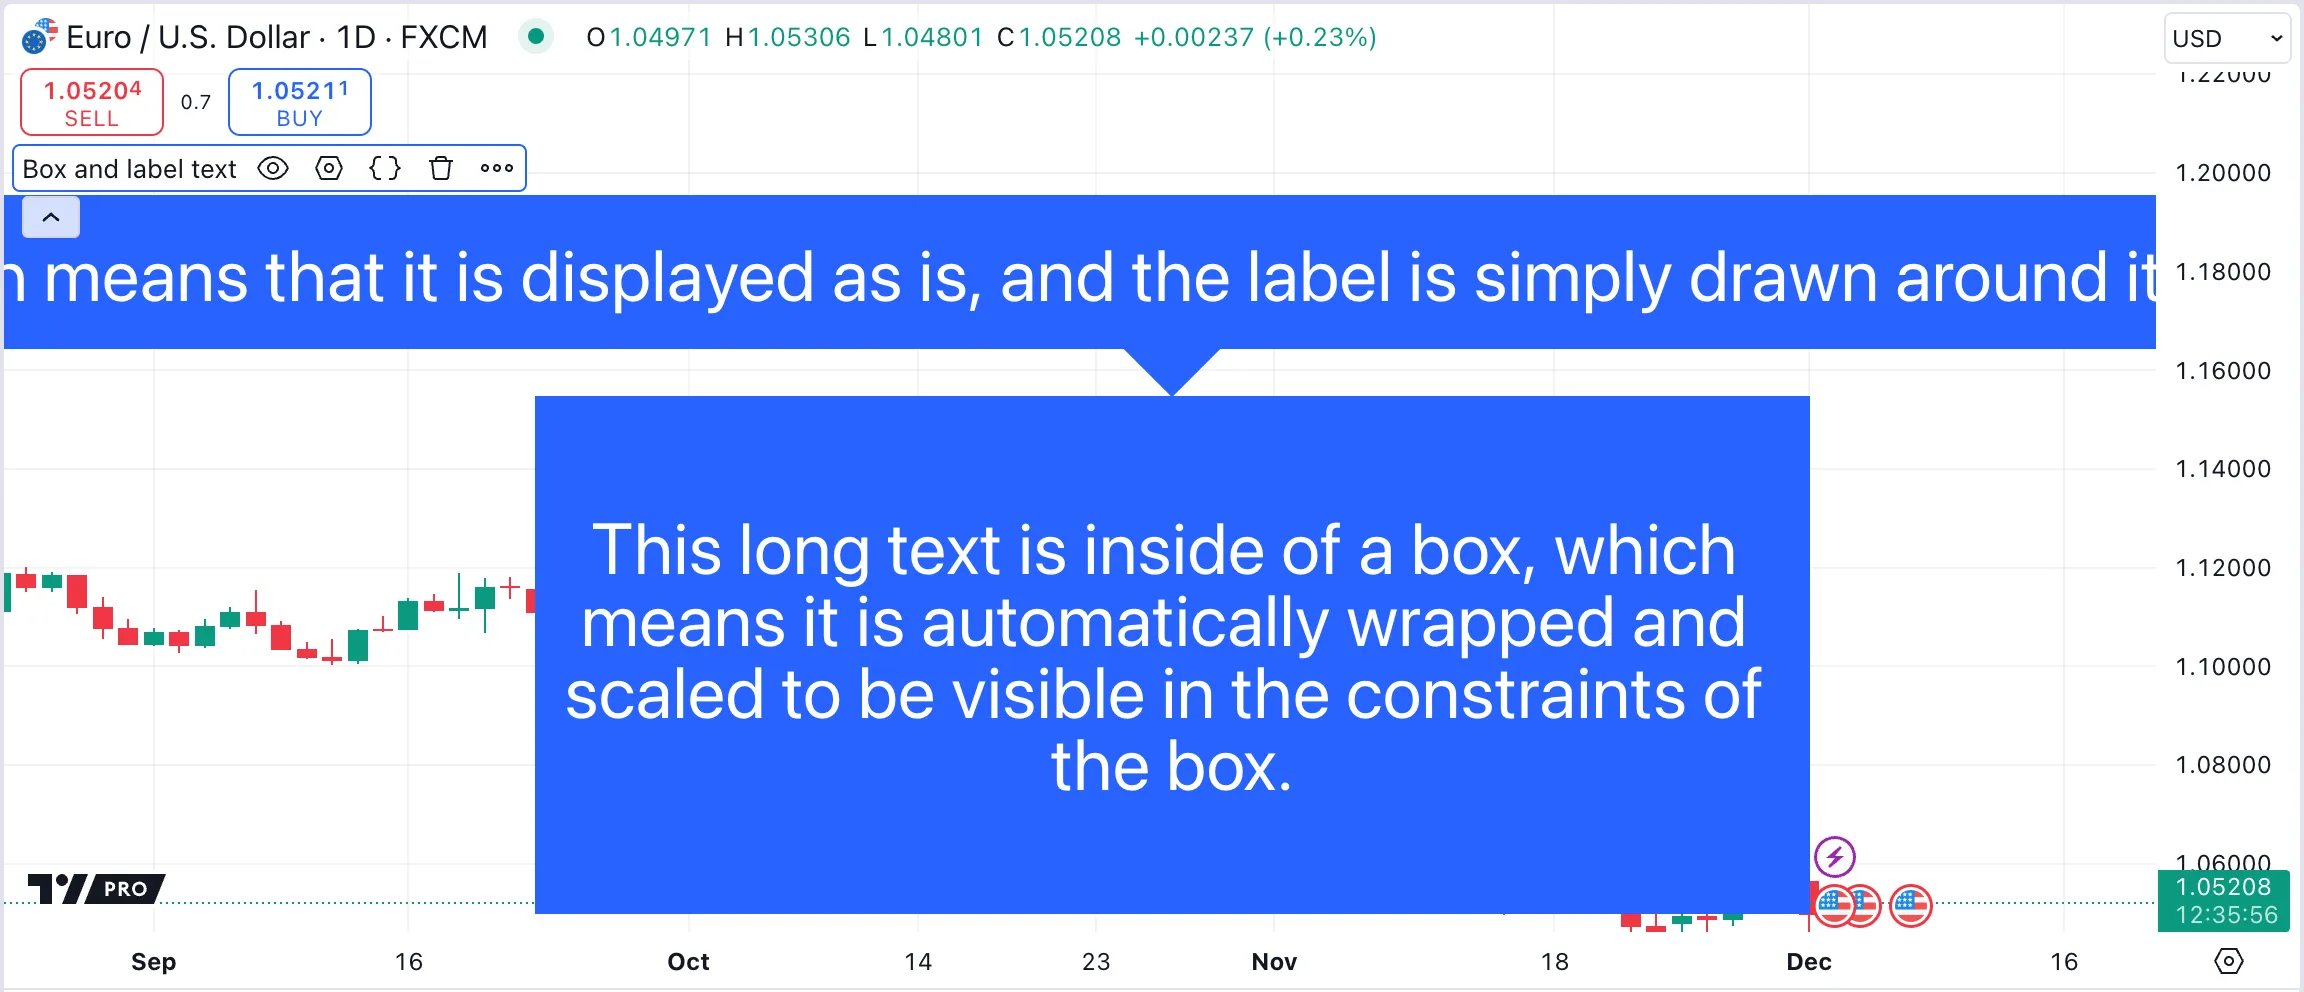 Euro / U.S. Dollar · 1D · FXCM O1.04971 H1.05306 L1.04801 C1.05208 +0.00237 (+0.23%)
USD
1.05204
SELL
0.7
1.05211
BUY
Box and label text {} 
means that it is displayed as is, and the label is simply drawn around it
This long text is inside of a box, which
means it is automatically wrapped and
scaled to be visible in the constraints of
the box.
1.22000
1.20000
1.18000
1.16000
1.14000
1.12000
1.10000
1.08000
1.06000
1.05208
12:35:56
TV PRO
Sep 16 Oct 14 23 Nov 18 Dec 16